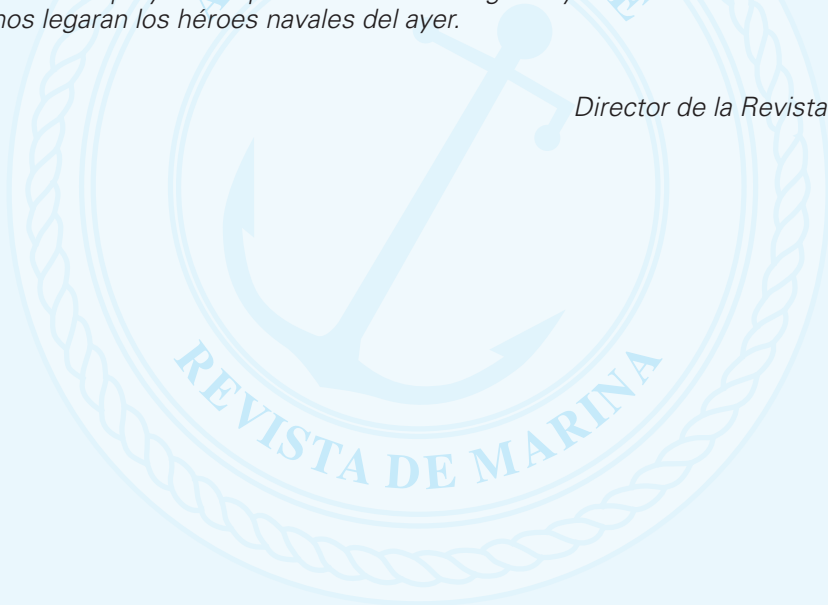 nos legaran los héroes navales del ayer.
Director de la Revista
REVISTA DE MARINA